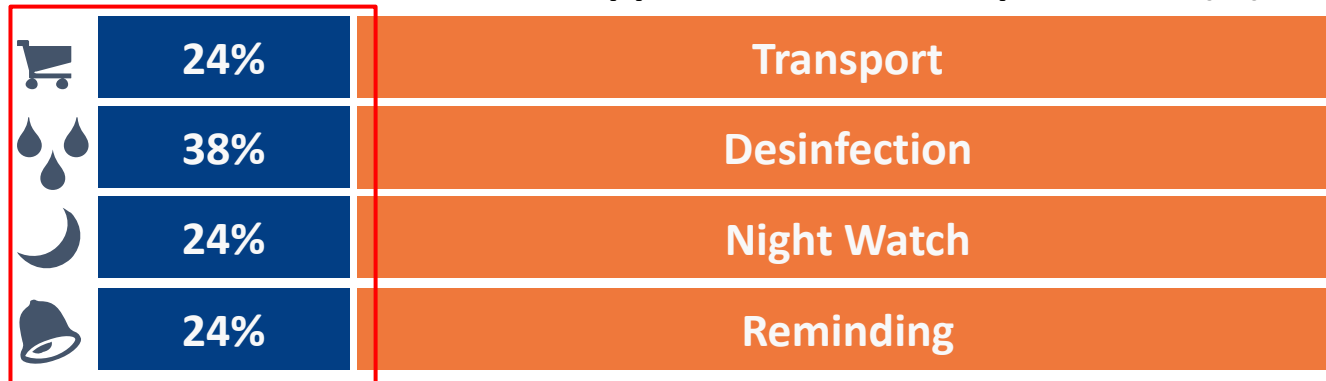 24% Transport
38% Desinfection
24% Night Watch
24% Reminding